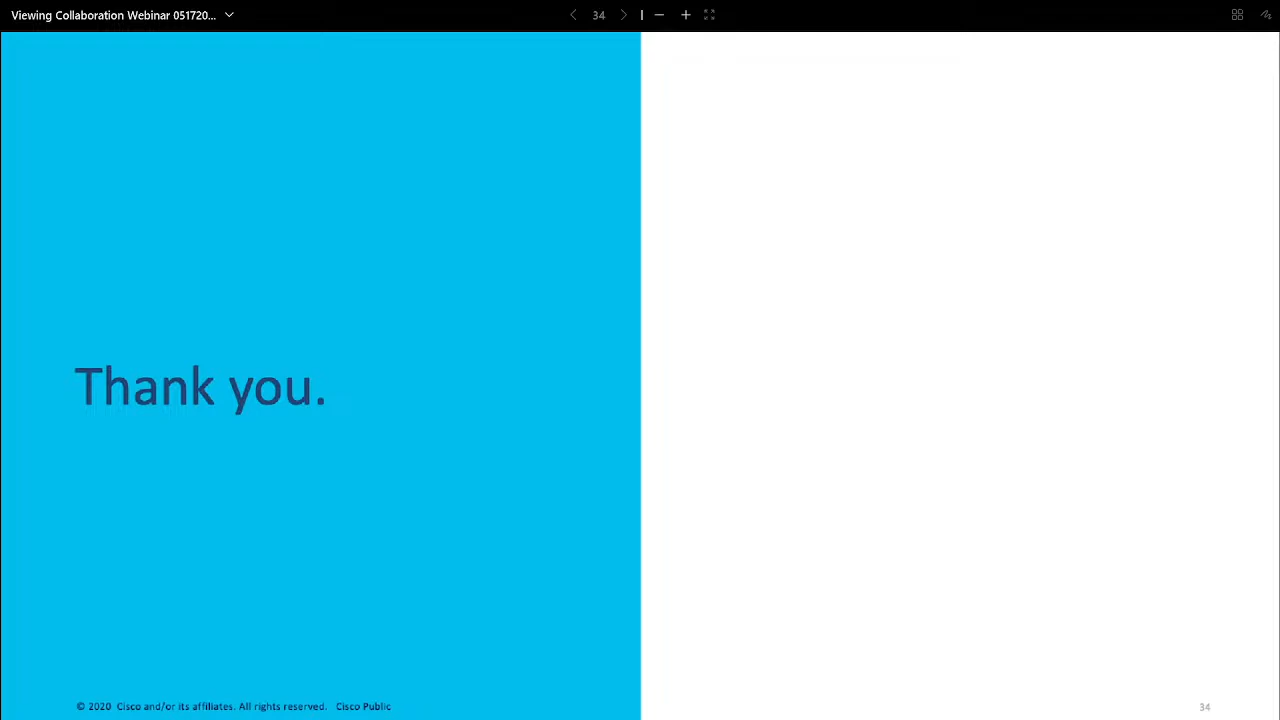 Viewing Collaboration Webinar 051720...
34
Thank you.
© 2020 Cisco and/or its affiliates. All rights reserved. Cisco Public
34